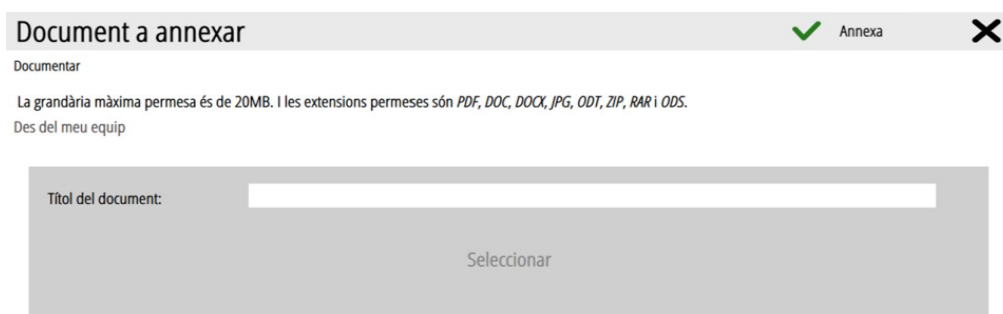 Document a annexar
Annexa
Documentar
La grandària màxima permesa és de 20MB. I les extensions permeses són PDF, DOC, DOCX, JPG, ODT, ZIP, RAR i ODS.
Des del meu equip
Títol del document:
Seleccionar